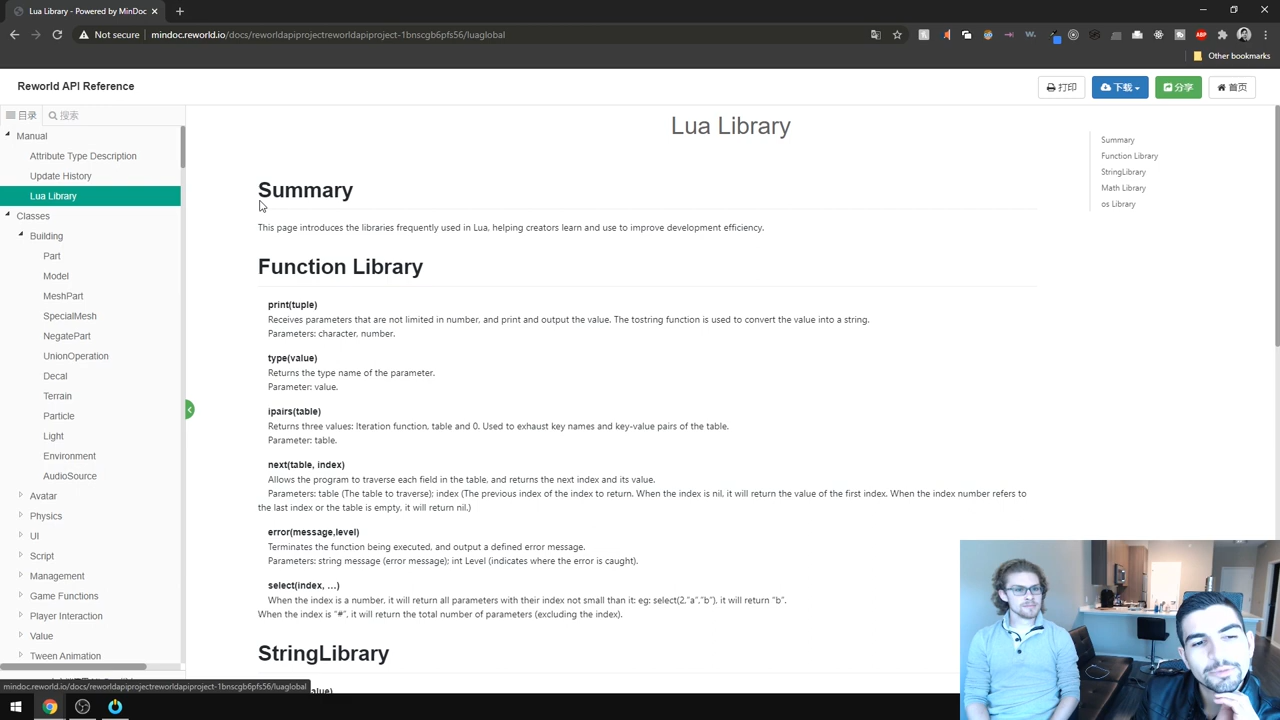 Lua Library - Powered by MinDoc
Not secure
mindoc.reworld.io/docs/reworldapiprojectreworldapiproject-1bnscgb6pfs56/luaglobal
Other bookmarks
Reworld API Reference
打印
下载
分享
首页
目录
搜索
Manual
Attribute Type Description
Update History
Lua Library
Classes
Building
Part
Model
MeshPart
SpecialMesh
NegatePart
UnionOperation
Decal
Terrain
Particle
Light
Environment
AudioSource
Avatar
Physics
UI
Script
Management
Game Functions
Player Interaction
Value
Tween Animation
Lua Library
Summary
This page introduces the libraries frequently used in Lua, helping creators learn and use to improve development efficiency.
Function Library
print(tuple)
Receives parameters that are not limited in number, and print and output the value. The tostring function is used to convert the value into a string.
Parameters: character, number.
type(value)
Returns the type name of the parameter.
Parameter: value.
ipairs(table)
Returns three values: Iteration function, table and 0. Used to exhaust key names and key-value pairs of the table.
Parameter: table.
next(table, index)
Allows the program to traverse each field in the table, and returns the next index and its value.
Parameters: table (The table to traverse); index (The previous index of the index to return. When the index is nil, it will return the value of the first index. When the index number refers to
the last index or the table is empty, it will return nil.)
error(message,level)
Terminates the function being executed, and output a defined error message.
Parameters: string message (error message); int Level (indicates where the error is caught).
select(index, …)
When the index is a number, it will return all parameters with their index not small than it: eg: select(2,"a","b"), it will return "b".
When the index is "#", it will return the total number of parameters (excluding the index).
StringLibrary
Summary
Function Library
StringLibrary
Math Library
os Library
mindoc.reworld.io/docs/reworldapiprojectreworldapiproject-1bnscgb6pfs56/luaglobal